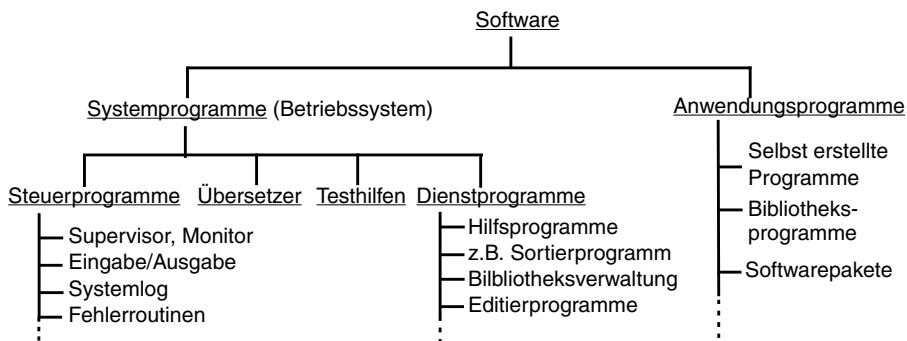 Software
Systemprogramme (Betriebssystem)
Anwendungsprogramme
Steuerprogramme
Übersetzer
Testhilfen
Dienstprogramme
Supervisor, Monitor
Eingabe/Ausgabe
Systemlog
Fehlerroutinen
Hilfsprogramme
z.B. Sortierprogramm
Bilbliotheksverwaltung
Editierprogramme
Selbst erstellte
Programme
Bibliotheks-
programme
Softwarepakete